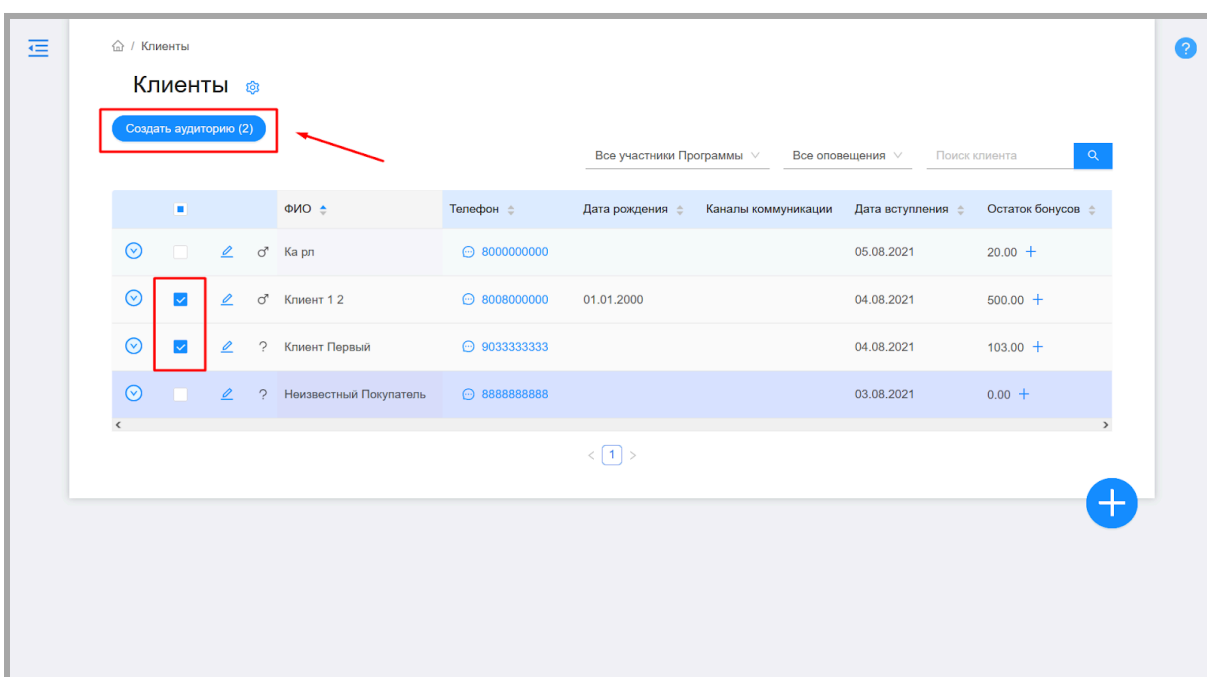 / Клиенты
Клиенты
Создать аудиторию (2)
Все участники Программы Все оповещения Поиск клиента
ФИО Телефон Дата рождения Каналы коммуникации Дата вступления Остаток бонусов
Ка рл 8000000000 05.08.2021 20.00 +
Клиент 1 2 8008000000 01.01.2000 04.08.2021 500.00 +
? Клиент Первый 9033333333 04.08.2021 103.00 +
? Неизвестный Покупатель 8888888888 03.08.2021 0.00 +
< 1 >